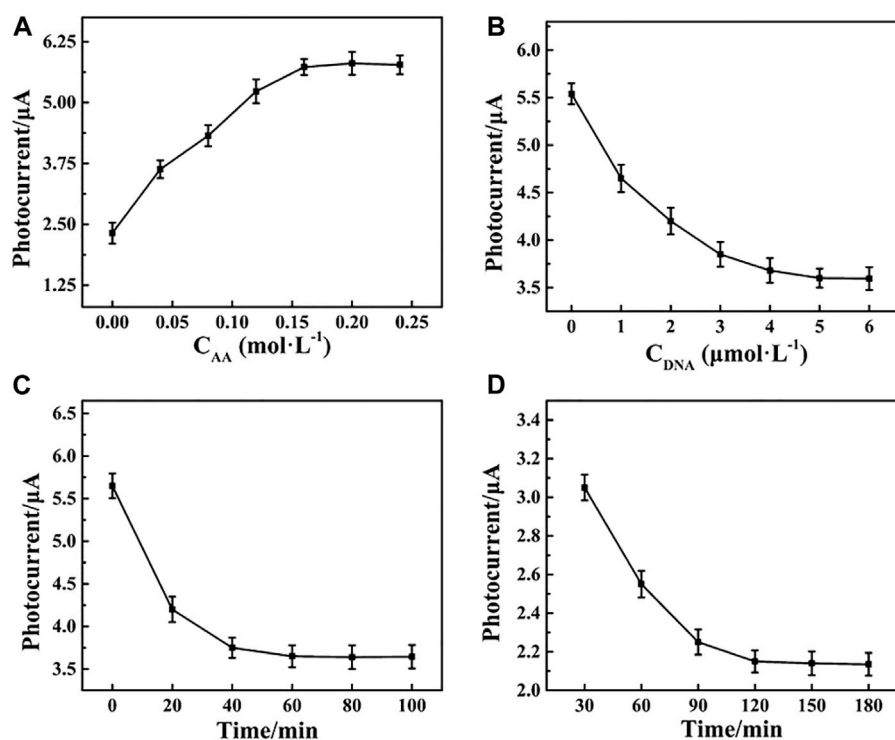 A
6.25
5.00
3.75
2.50
1.25
Photocurrent/μA
0.00 0.05 0.10 0.15 0.20 0.25
C_AA (mol·L⁻¹)
B
6.0
5.5
5.0
4.5
4.0
3.5
Photocurrent/μA
0 1 2 3 4 5 6
C_DNA (μmol·L⁻¹)
C
6.5
6.0
5.5
5.0
4.5
4.0
3.5
Photocurrent/μA
0 20 40 60 80 100
Time/min
D
3.4
3.2
3.0
2.8
2.6
2.4
2.2
2.0
Photocurrent/μA
30 60 90 120 150 180
Time/min